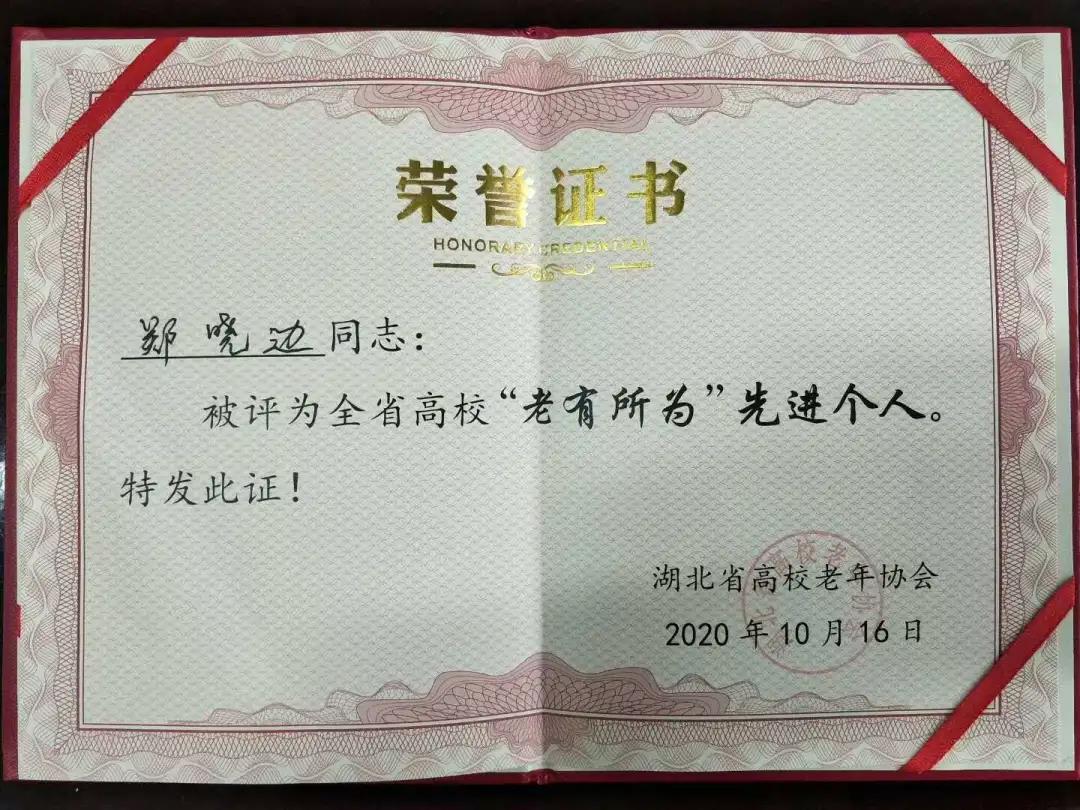 荣誉证书
HONORARY CREDENTIAL
郑晓边同志：
被评为全省高校“老有所为”先进个人。
特发此证！
湖北省高校老年协会
2020年10月16日